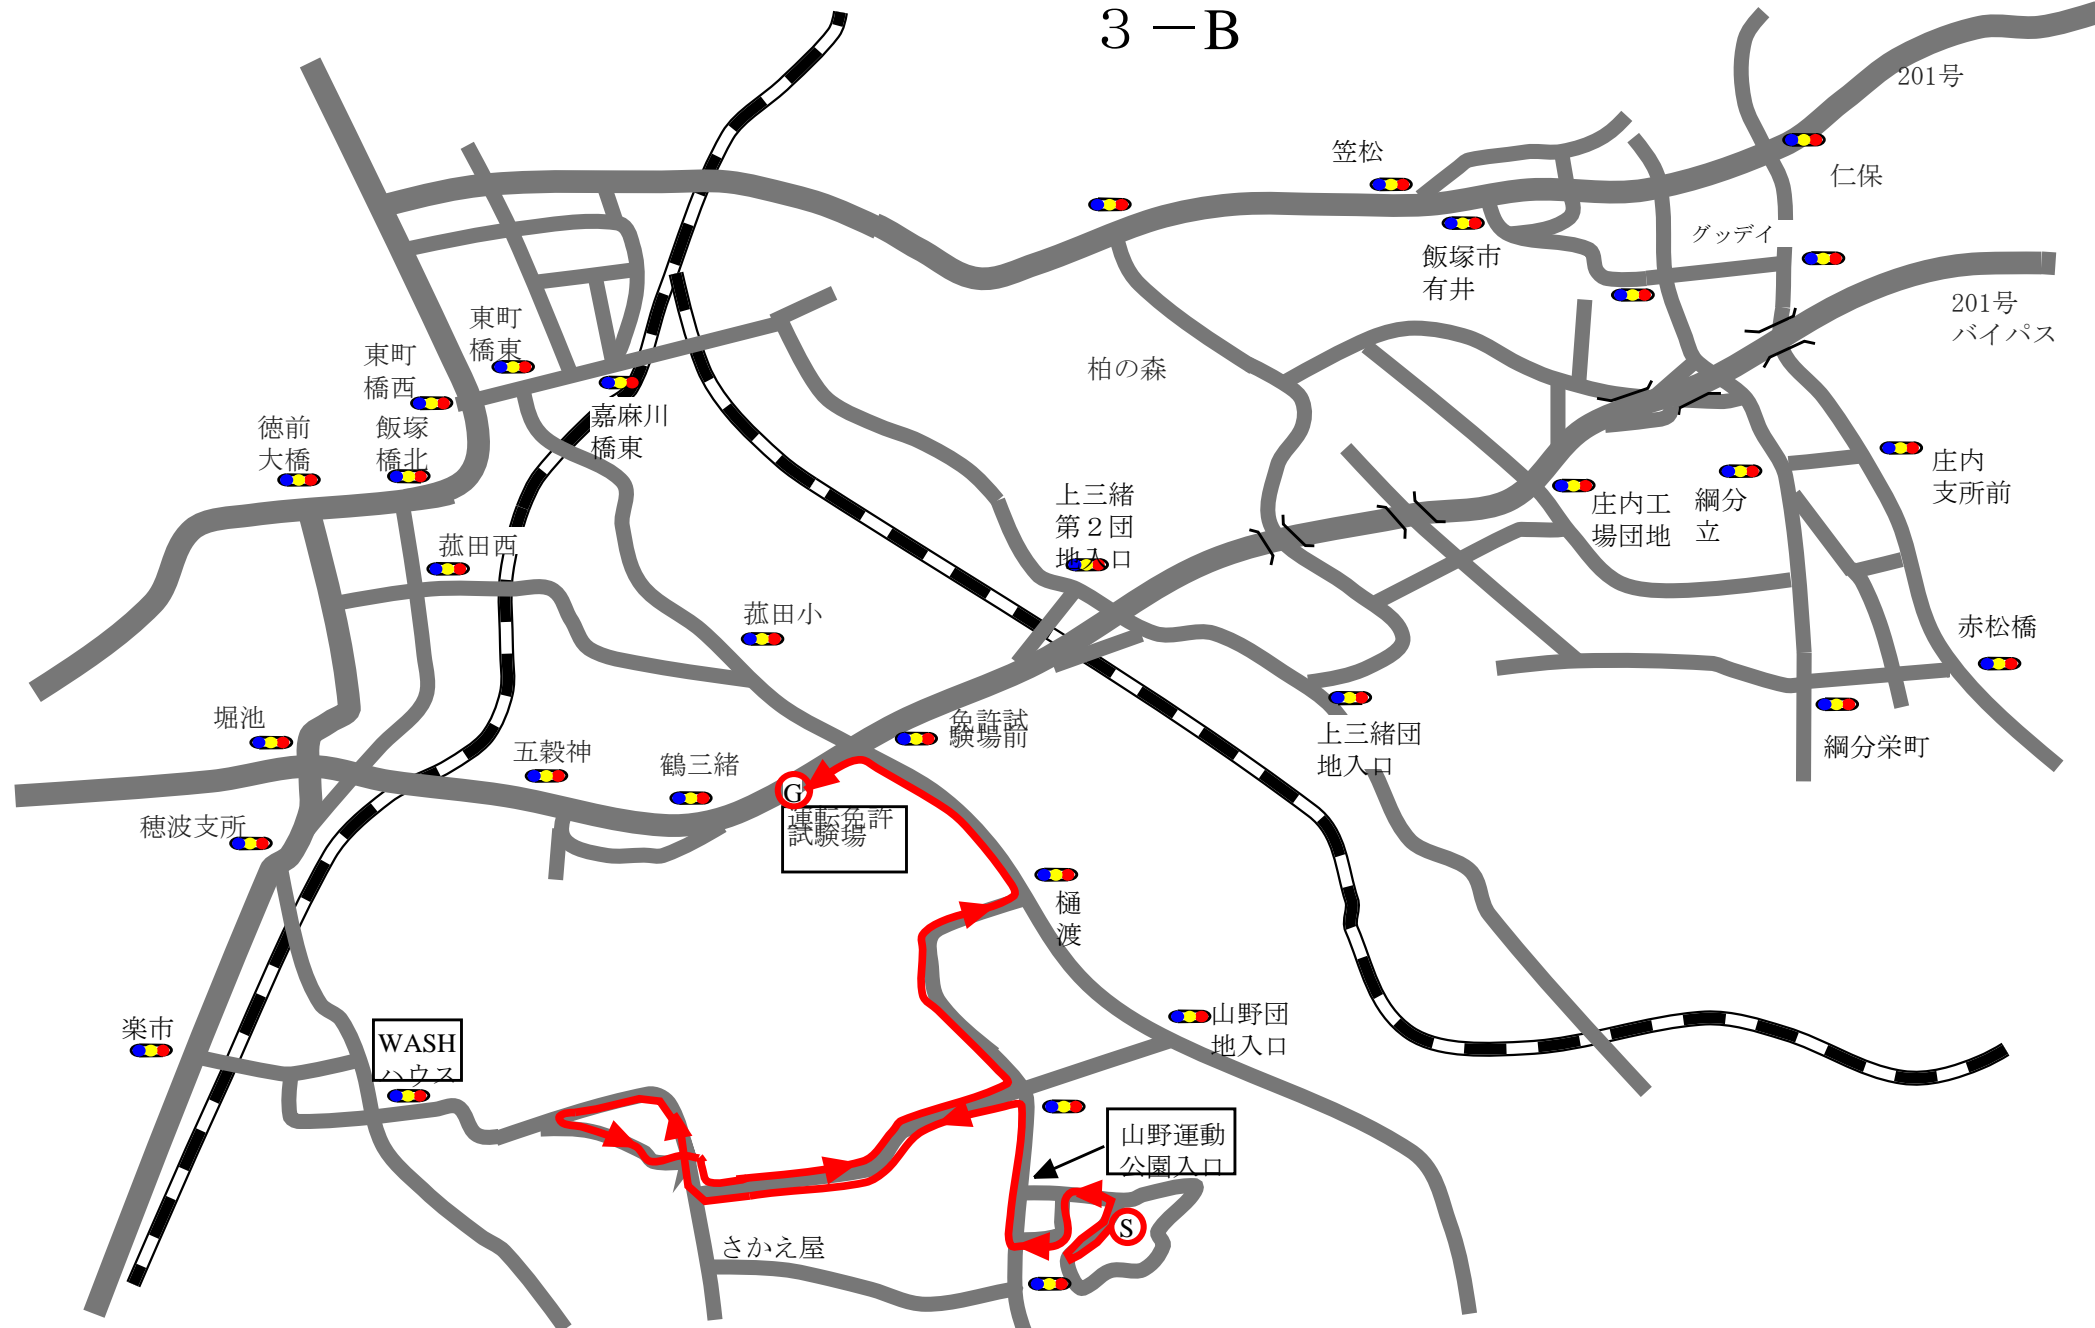 ３－B
201号
笠松
仁保
グッデイ
飯塚市
有井
201号
バイパス
東町
橋東
東町
橋西
柏の森
嘉麻川
橋東
徳前
大橋
飯塚
橋北
庄内
支所前
上三緒
第２団
地入口
庄内工
場団地
綱分
立
菰田西
菰田小
赤松橋
堀池
免許試
験場前
五穀神
鶴三緒
上三緒団
地入口
綱分栄町
G
運転免許
試験場
穂波支所
樋
渡
楽市
WASH
ハウス
山野団
地入口
山野運動
公園入口
S
さかえ屋